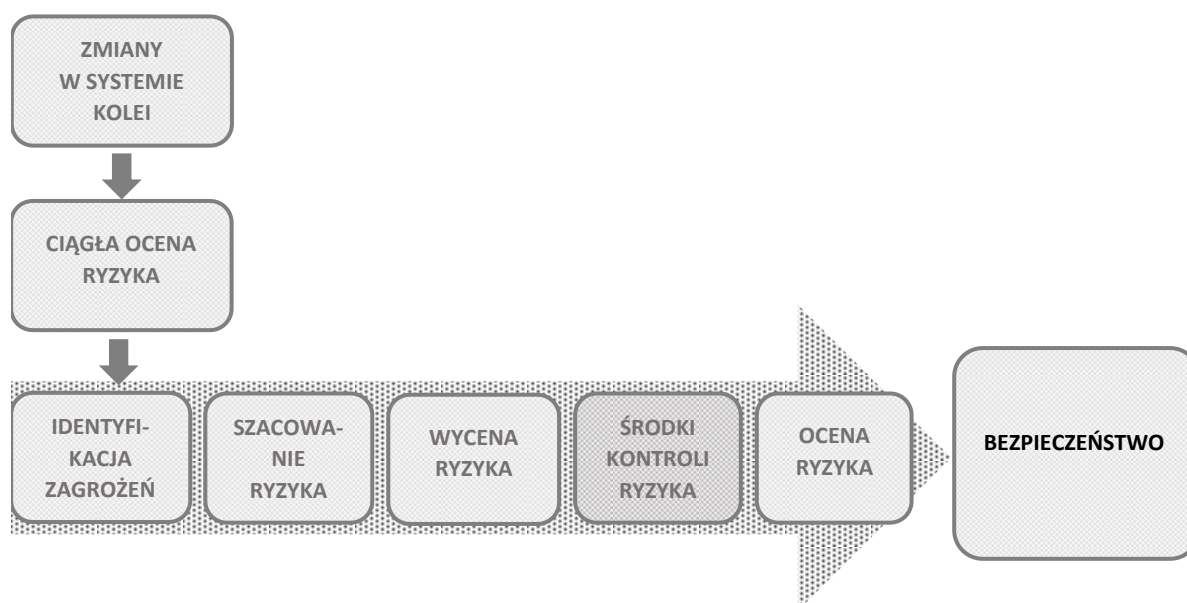 ZMIANY
W SYSTEMIE
KOLEI
CIĄGŁA OCENA
RYZYKA
IDENTYFI-
KACJA
ZAGROŻEŃ
SZACOWA-
NIE
RYZYKA
WYCENA
RYZYKA
ŚRODKI
KONTROLI
RYZYKA
OCENA
RYZYKA
BEZPIECZEŃSTWO